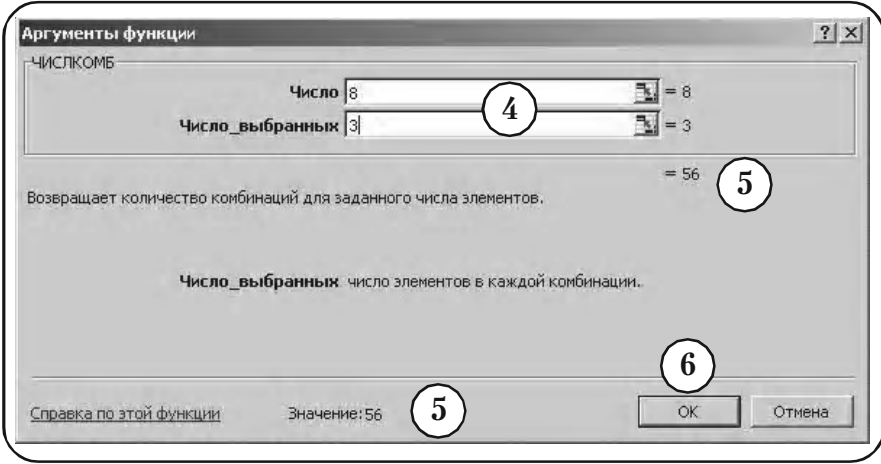 Аргументы функции
ЧИСЛКОМБ
Число 8 = 8
4
Число_выбранных 3 = 3
= 56
5
Возвращает количество комбинаций для заданного числа элементов.
Число_выбранных число элементов в каждой комбинации.
6
Справка по этой функции Значение:56 5 ОК Отмена